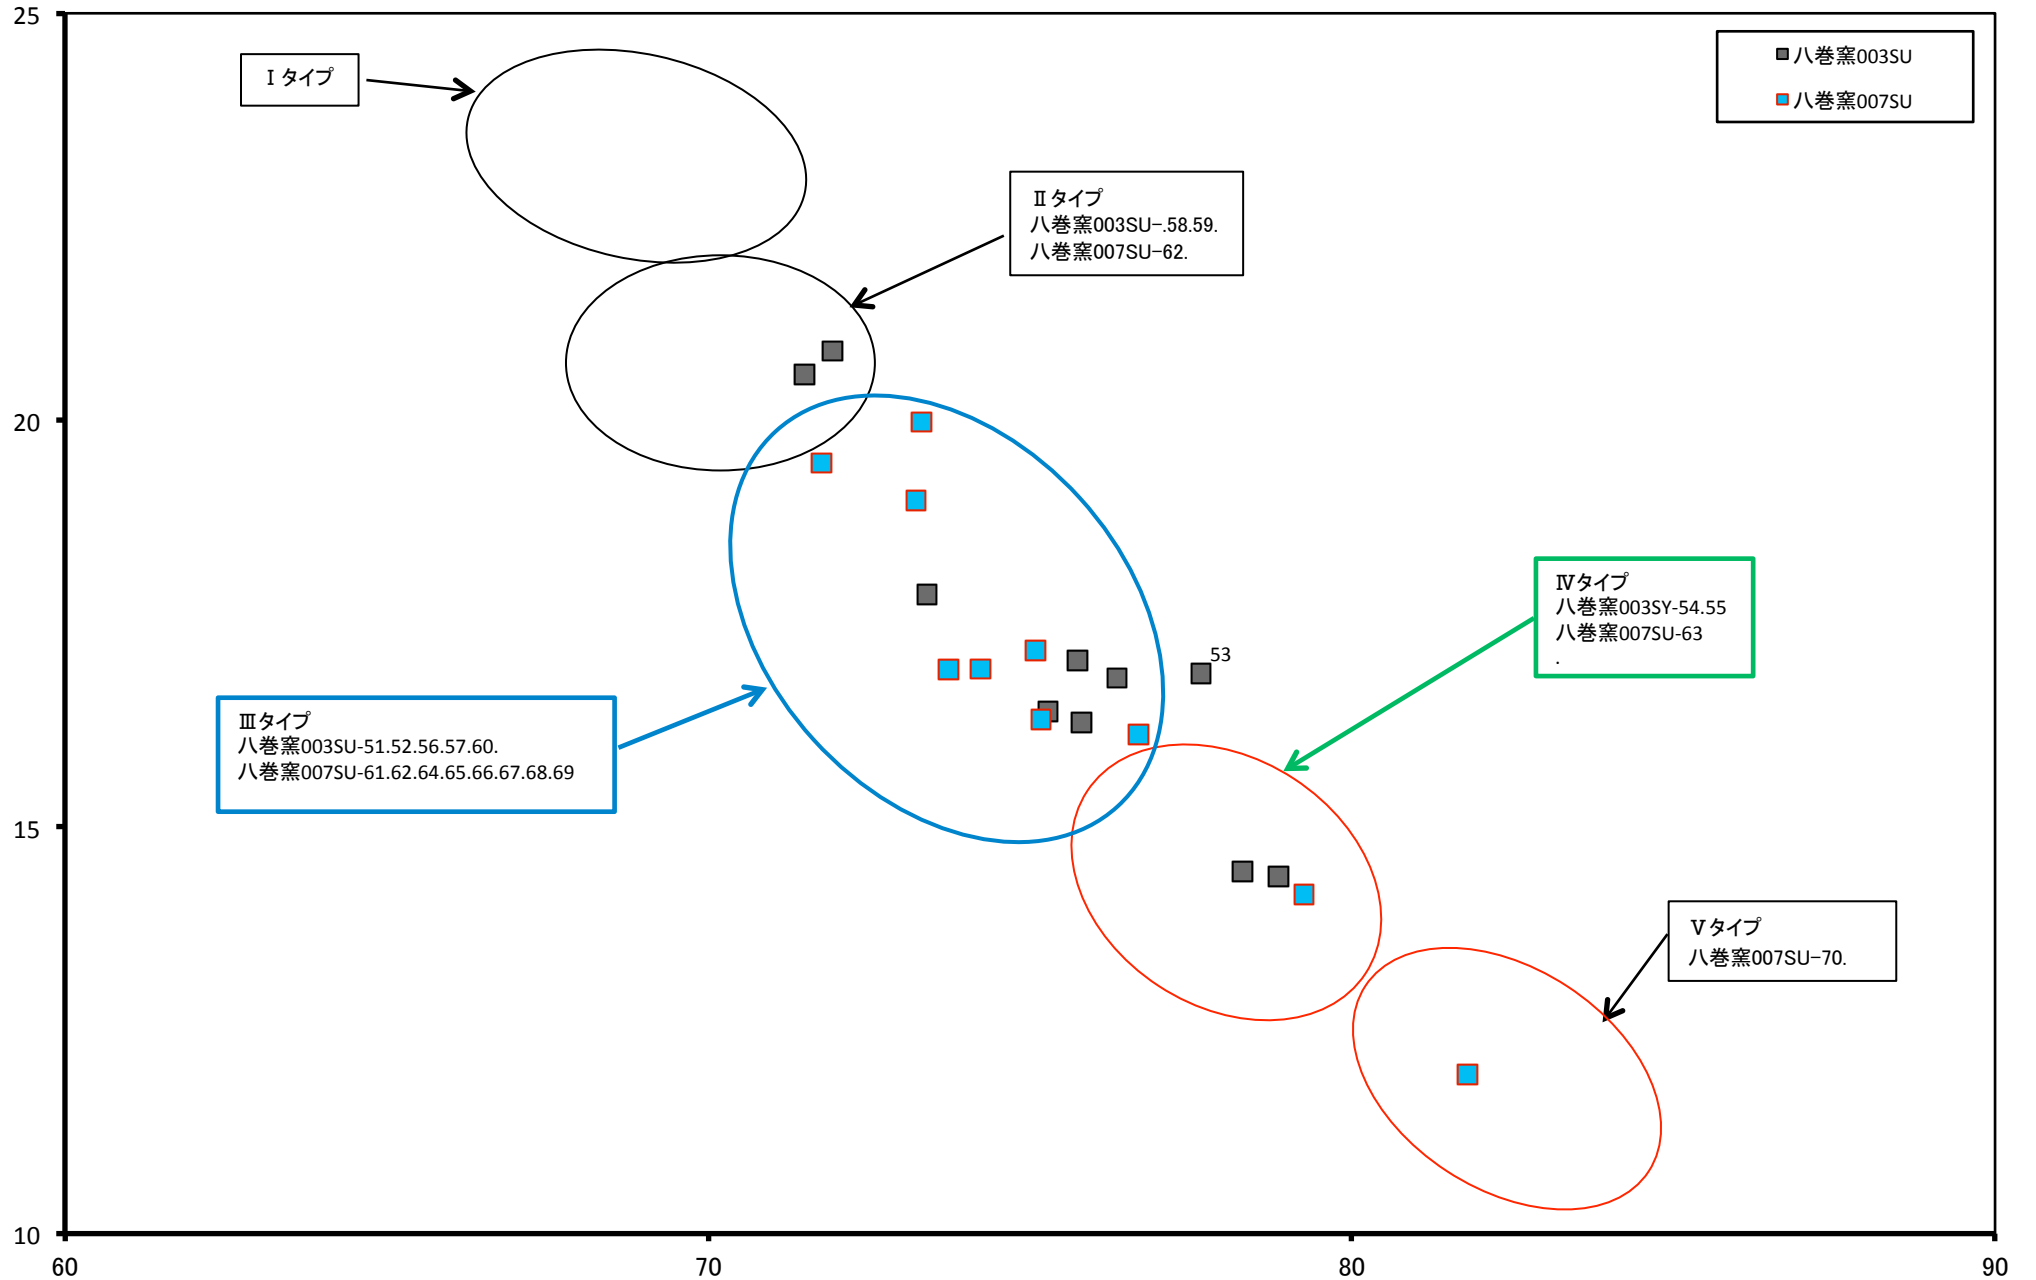 25
Ⅰタイプ
八巻窯003SU
八巻窯007SU
Ⅱタイプ
八巻窯003SU-.58.59.
八巻窯007SU-62.
20
53
Ⅳタイプ
八巻窯003SY-54.55
八巻窯007SU-63
.
Ⅲタイプ
八巻窯003SU-51.52.56.57.60.
八巻窯007SU-61.62.64.65.66.67.68.69
15
Ⅴタイプ
八巻窯007SU-70.
10
60
70
80
90